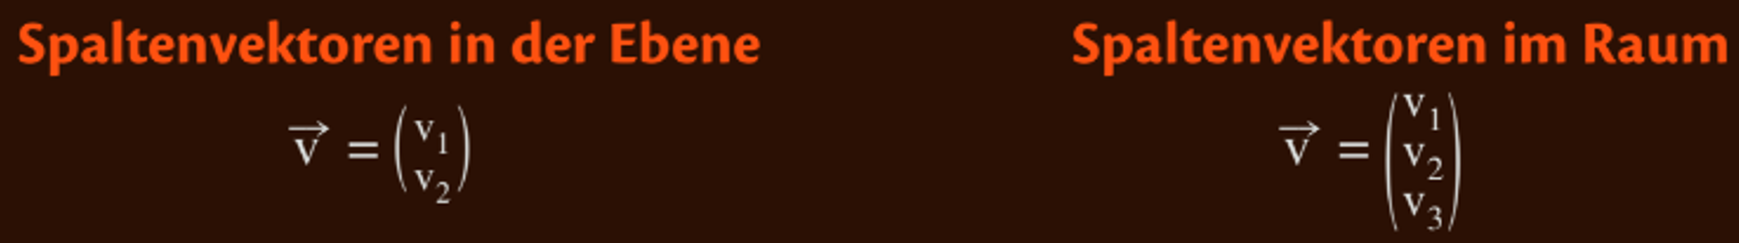 Spaltenvektoren in der Ebene
v⃗ = (v₁ v₂)
Spaltenvektoren im Raum
v⃗ = (v₁ v₂ v₃)